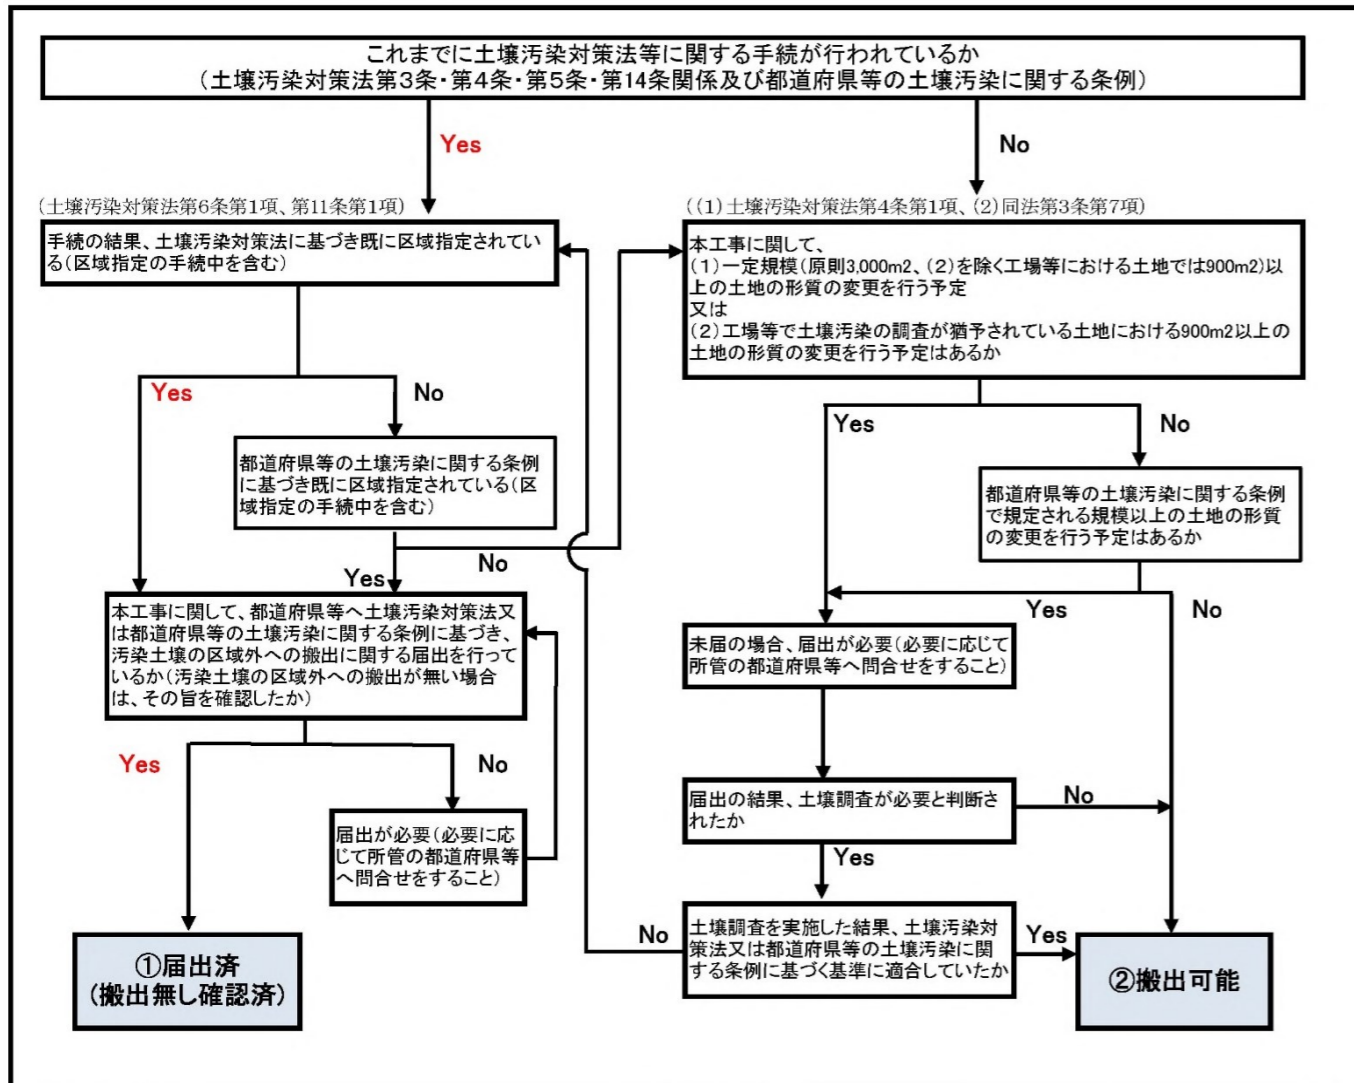 これまでに土壌汚染対策法等に関する手続が行われているか
(土壌汚染対策法第3条・第4条・第5条・第14条関係及び都道府県等の土壌汚染に関する条例)
Yes
No
(土壌汚染対策法第6条第1項、第11条第1項)
手続の結果、土壌汚染対策法に基づき既に区域指定されてい
る(区域指定の手続中を含む)
((1)土壌汚染対策法第4条第1項、(2)同法第3条第7項)
本工事に関して、
(1)一定規模(原則3,000m2、(2)を除く工場等における土地では900m2)以
上の土地の形質の変更を行う予定
又は
(2)工場等で土壌汚染の調査が猶予されている土地における900m2以上の
土地の形質の変更を行う予定はあるか
Yes
No
都道府県等の土壌汚染に関する条例
に基づき既に区域指定されている(区
域指定の手続中を含む)
Yes
No
Yes
No
都道府県等の土壌汚染に関する条例
で規定される規模以上の土地の形質
の変更を行う予定はあるか
Yes
No
本工事に関して、都道府県等へ土壌汚染対策法又
は都道府県等の土壌汚染に関する条例に基づき、
汚染土壌の区域外への搬出に関する届出を行って
いるか(汚染土壌の区域外への搬出が無い場合
は、その旨を確認したか)
Yes
No
届出が必要(必要に応
じて所管の都道府県等
へ問合せをすること)
①届出済
(搬出無し確認済)
未届の場合、届出が必要(必要に応じて
所管の都道府県等へ問合せをすること)
届出の結果、土壌調査が必要と判断さ
れたか
No
Yes
土壌調査を実施した結果、土壌汚染対
策法又は都道府県等の土壌汚染に関
する条例に基づく基準に適合していたか
No
Yes
②搬出可能